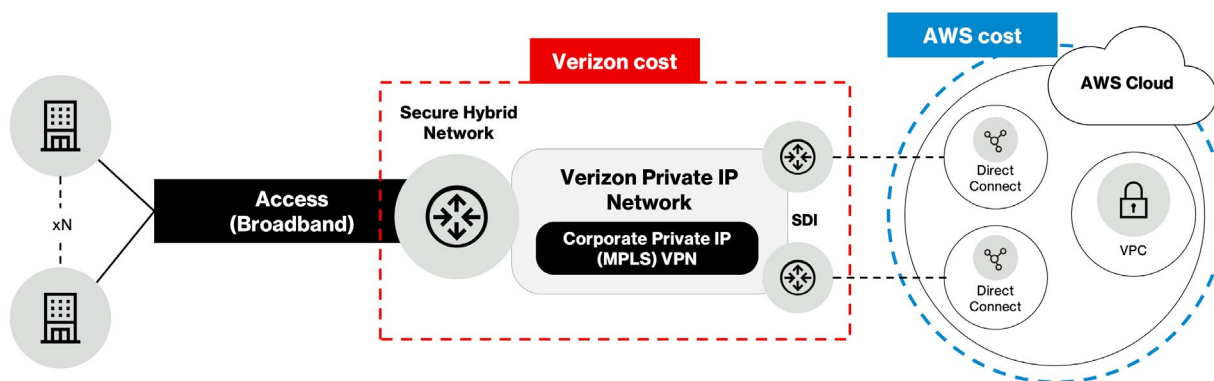 xN
Access
(Broadband)
Verizon cost
Secure Hybrid
Network
Verizon Private IP
Network
Corporate Private IP
(MPLS) VPN
SDI
AWS cost
AWS Cloud
Direct
Connect
Direct
Connect
VPC